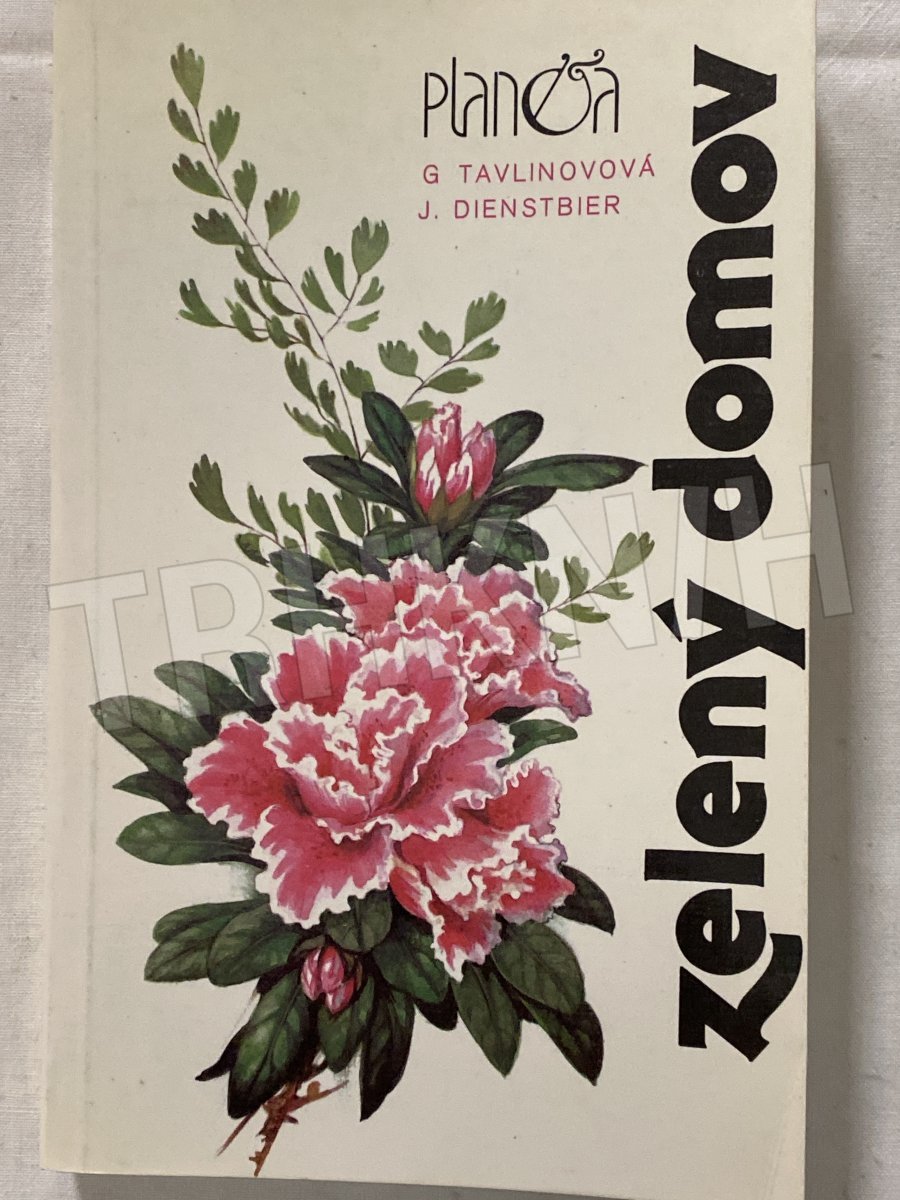 planeta
G TAVLINOVOVÁ
J. DIENSTBIER
zelený domov